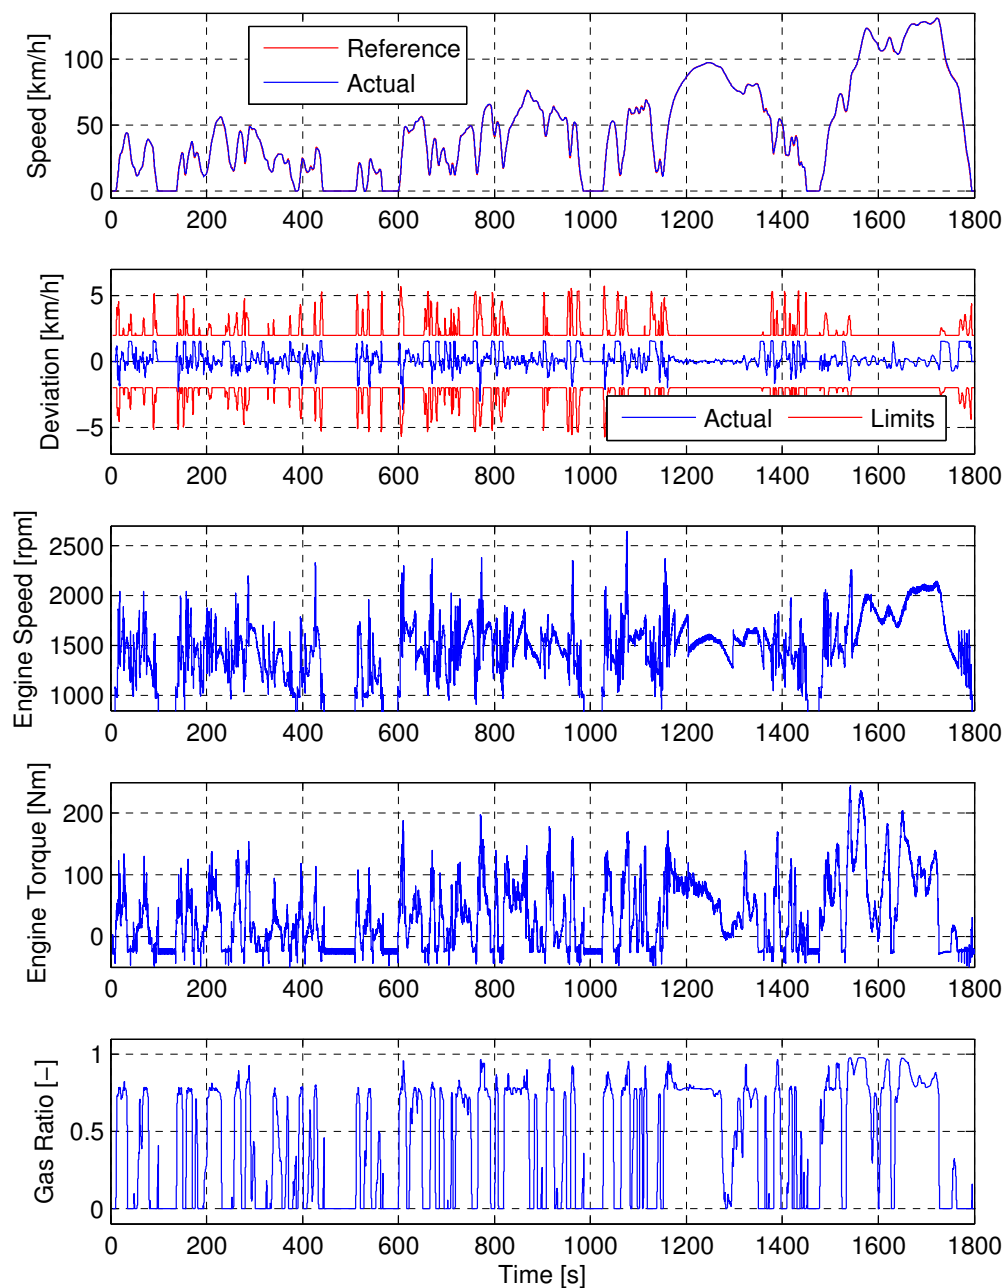 Speed [km/h]
100
50
0
Reference
Actual
0 200 400 600 800 1000 1200 1400 1600 1800
Deviation [km/h]
5
0
−5
Actual Limits
0 200 400 600 800 1000 1200 1400 1600 1800
Engine Speed [rpm]
2500
2000
1500
1000
0 200 400 600 800 1000 1200 1400 1600 1800
Engine Torque [Nm]
200
100
0
0 200 400 600 800 1000 1200 1400 1600 1800
Gas Ratio [−]
1
0.5
0
0 200 400 600 800 1000 1200 1400 1600 1800
Time [s]